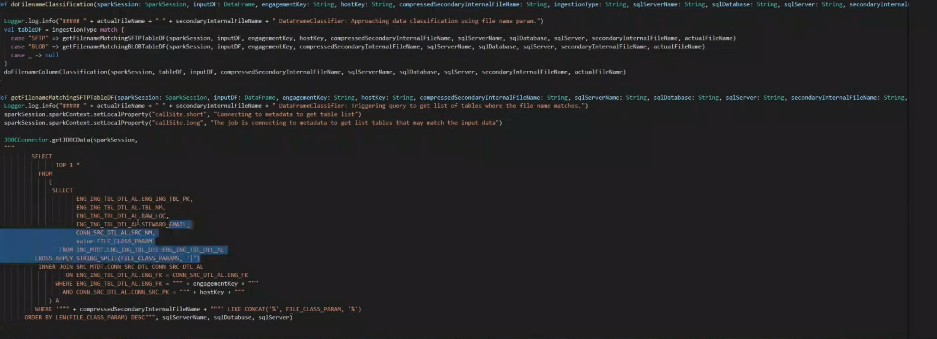 def doFilenameClassification(sparkSession: SparkSession, inputDF: DataFrame, engagementKey: String, hostKey: String, compressedSecondaryInternalFileName: String, ingestionType: String, sqlServerName: String, sqlDatabase: String, sqlServer: String, secondaryInternal
Logger.log.info("##### " + actualFileName + " " + secondaryInternalFileName + " DataFrameClassifier: Approaching data classification using file name param.")
val tableDF = ingestionType match {
case "SFTP" => getFilenameMatchingSFTPTableDF(sparkSession, inputDF, engagementKey, hostKey, compressedSecondaryInternalFileName, sqlServerName, sqlDatabase, sqlServer, secondaryInternalFileName, actualFileName)
case "BLOB" => getFilenameMatchingBLOBTableDF(sparkSession, inputDF, engagementKey, compressedSecondaryInternalFileName, sqlServerName, sqlDatabase, sqlServer, secondaryInternalFileName, actualFileName)
case _ => null
}
doFilenameColumnClassification(sparkSession, tableDF, inputDF, compressedSecondaryInternalFileName, sqlServerName, sqlDatabase, sqlServer, secondaryInternalFileName, actualFileName)
def getFilenameMatchingSFTPTableDF(sparkSession: SparkSession, inputDF: DataFrame, engagementKey: String, hostKey: String, compressedSecondaryInternalFileName: String, sqlServerName: String, sqlDatabase: String, sqlServer: String, secondaryInternalFileName: String,
Logger.log.info("##### " + actualFileName + " " + secondaryInternalFileName + " DataFrameClassifier: Triggering query to get list of tables where the file name matches.")
sparkSession.sparkContext.setLocalProperty("callSite.short", "Connecting to metadata to get table list")
sparkSession.sparkContext.setLocalProperty("callSite.long", "The job is connecting to metadata to get list tables that may match the input data")
JDBCConnector.getJDBCData(sparkSession,
"""
SELECT
TOP 1 *
FROM
(
SELECT
ENG_ING_TBL_DTL_AL.ENG_ING_TBL_PK,
ENG_ING_TBL_DTL_AL.TBL_NM,
ENG_ING_TBL_DTL_AL.RAW_LOC,
ENG_ING_TBL_DTL_AL.STEWARD_EMAIL,
CONN_SRC_DTL_AL.SRC_NM,
value FILE_CLASS_PARAM
FROM ING_MTDT.ENG_ING_TBL_DTL ENG_ING_TBL_DTL_AL
CROSS APPLY STRING_SPLIT(FILE_CLASS_PARAMS, '|')
INNER JOIN SRC_MTDT.CONN_SRC_DTL CONN_SRC_DTL_AL
ON ENG_ING_TBL_DTL_AL.ENG_FK = CONN_SRC_DTL_AL.ENG_FK
WHERE ENG_ING_TBL_DTL_AL.ENG_FK = """ + engagementKey + """
AND CONN_SRC_DTL_AL.CONN_SRC_PK = """ + hostKey + """
) A
WHERE '""" + compressedSecondaryInternalFileName + """' LIKE CONCAT('%', FILE_CLASS_PARAM, '%')
ORDER BY LEN(FILE_CLASS_PARAM) DESC""", sqlServerName, sqlDatabase, sqlServer)